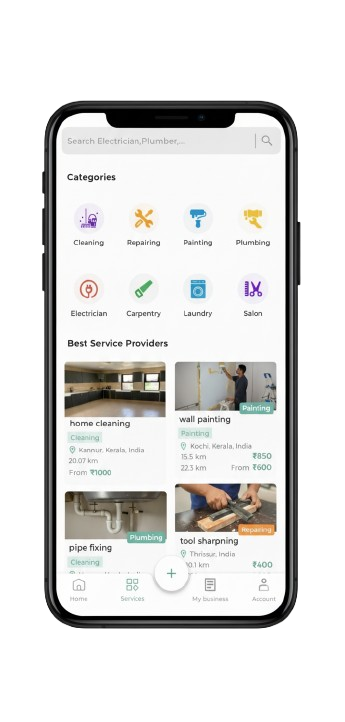 Search Electrician,Plumber,...
Categories
Cleaning Repairing Painting Plumbing
Electrician Carpentry Laundry Salon
Best Service Providers
home cleaning
Cleaning
Kannur, Kerala, India
20.07 km
From ₹1000
Painting
wall painting
Painting
Kochi, Kerala, India
15.5 km ₹850
22.3 km From ₹600
Plumbing
pipe fixing
Cleaning
Repairing
tool sharpning
Thrissur, India
0.1 km ₹400
Home Services My business Account